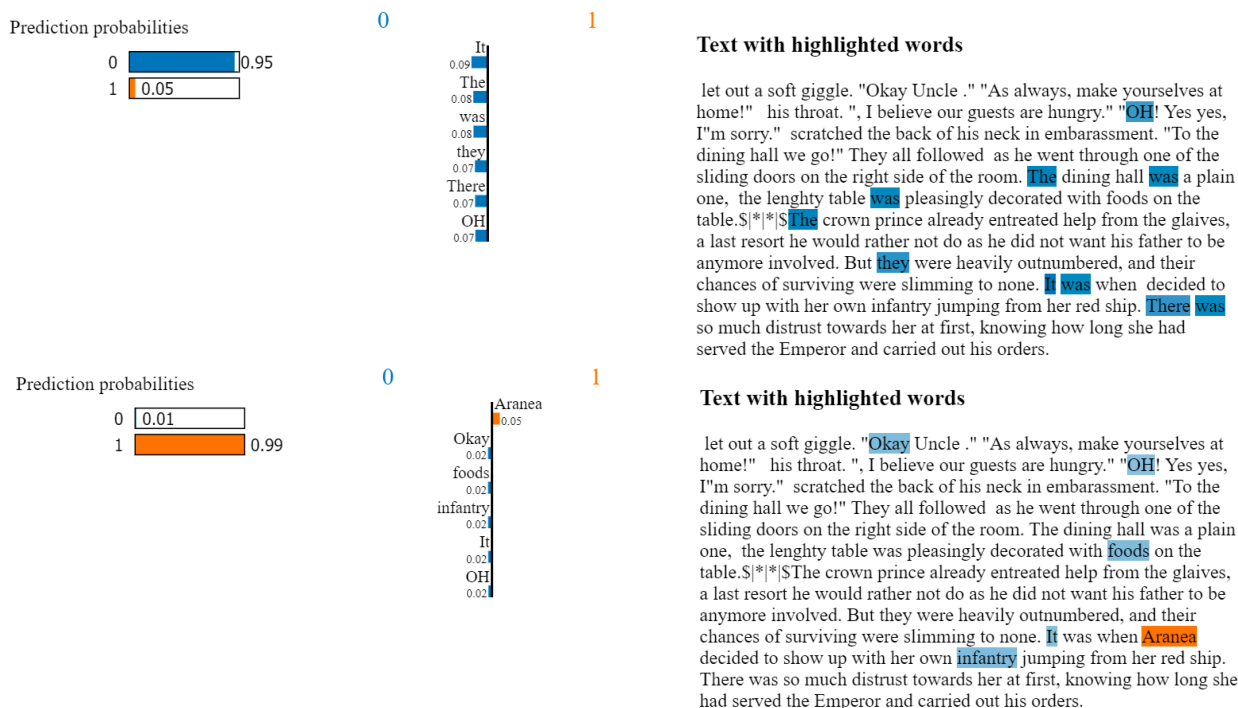 Prediction probabilities
0 0.95
1 0.05
0 1
It
0.09
The
0.08
was
0.08
they
0.07
There
0.07
OH
0.07
Text with highlighted words
let out a soft giggle. "Okay Uncle ." "As always, make yourselves at
home!" his throat. ", I believe our guests are hungry." "OH! Yes yes,
I"m sorry." scratched the back of his neck in embarassment. "To the
dining hall we go!" They all followed as he went through one of the
sliding doors on the right side of the room. The dining hall was a plain
one, the lenghty table was pleasingly decorated with foods on the
table.$|*|*|$The crown prince already entreated help from the glaives,
a last resort he would rather not do as he did not want his father to be
anymore involved. But they were heavily outnumbered, and their
chances of surviving were slimming to none. It was when decided to
show up with her own infantry jumping from her red ship. There was
so much distrust towards her at first, knowing how long she had
served the Emperor and carried out his orders.
Prediction probabilities
0 0.01
1 0.99
0 1
Aranea
0.05
Okay
0.02
foods
0.02
infantry
0.02
It
0.02
OH
0.02
Text with highlighted words
let out a soft giggle. "Okay Uncle ." "As always, make yourselves at
home!" his throat. ", I believe our guests are hungry." "OH! Yes yes,
I"m sorry." scratched the back of his neck in embarassment. "To the
dining hall we go!" They all followed as he went through one of the
sliding doors on the right side of the room. The dining hall was a plain
one, the lenghty table was pleasingly decorated with foods on the
table.$|*|*|$The crown prince already entreated help from the glaives,
a last resort he would rather not do as he did not want his father to be
anymore involved. But they were heavily outnumbered, and their
chances of surviving were slimming to none. It was when Aranea
decided to show up with her own infantry jumping from her red ship.
There was so much distrust towards her at first, knowing how long she
had served the Emperor and carried out his orders.